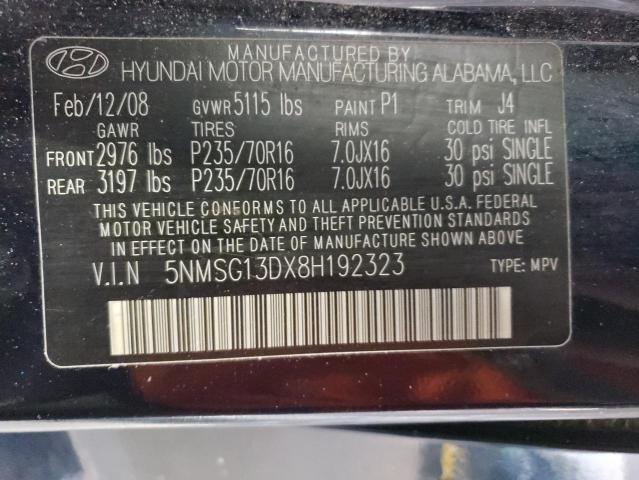 MANUFACTURED BY
HYUNDAI MOTOR MANUFACTURING ALABAMA, LLC
Feb/12/08 GVWR 5115 lbs PAINT P1 TRIM J4
GAWR TIRES RIMS COLD TIRE INFL
FRONT 2976 lbs P235/70R16 7.0JX16 30 psi SINGLE
REAR 3197 lbs P235/70R16 7.0JX16 30 psi SINGLE
THIS VEHICLE CONFORMS TO ALL APPLICABLE U.S.A. FEDERAL
MOTOR VEHICLE SAFETY AND THEFT PREVENTION STANDARDS
IN EFFECT ON THE DATE OF MANUFACTURE SHOWN ABOVE.
V.I.N 5NMSG13DX8H192323 TYPE: MPV